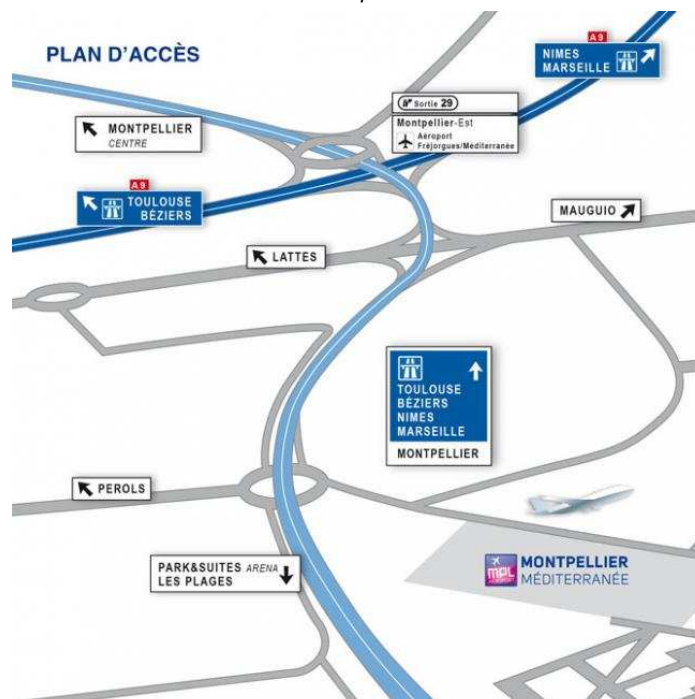 PLAN D'ACCÈS
A9
NIMES
MARSEILLE
Sortie 29
Montpellier-Est
Aéroport
Fréjorgues/Méditerranée
MONTPELLIER
CENTRE
A9
TOULOUSE
BÉZIERS
MAUGUIO
LATTES
TOULOUSE
BÉZIERS
NIMES
MARSEILLE
MONTPELLIER
PEROLS
PARK&SUITES ARENA
LES PLAGES
MPL
MONTPELLIER
MÉDITERRANÉE